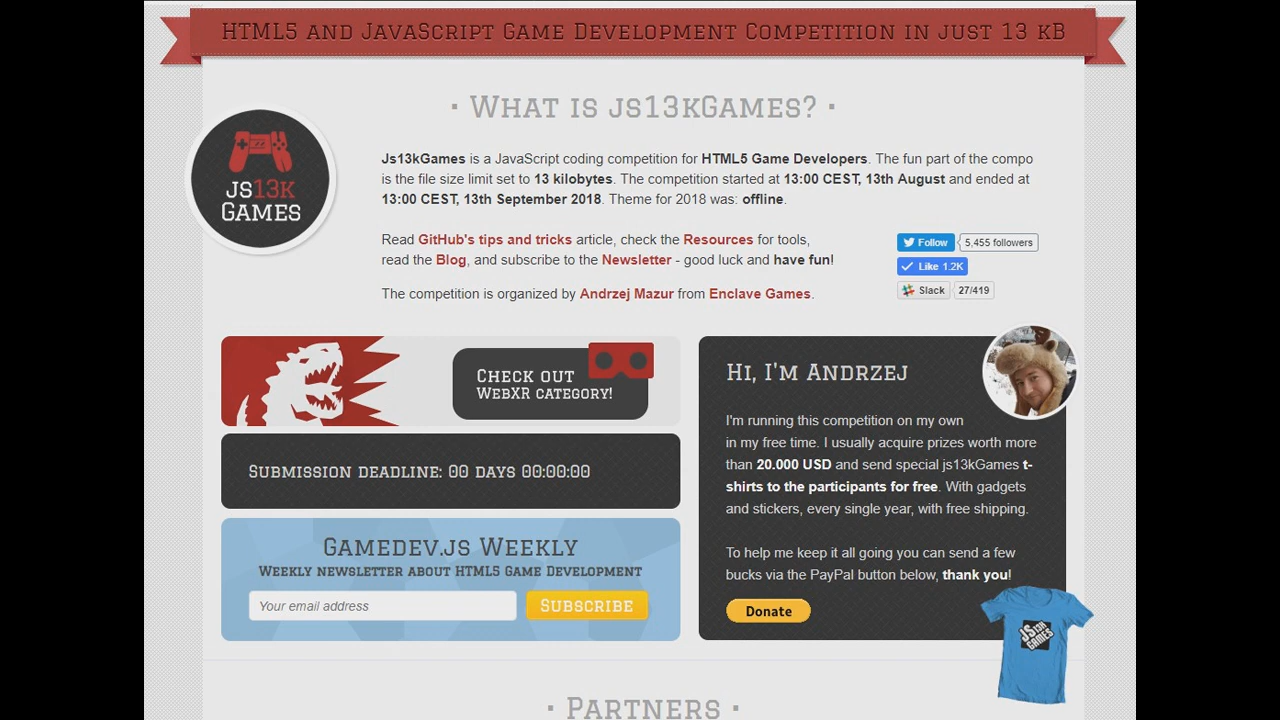 HTML5 and JavaScript Game Development Competition in just 13 kB
· What is js13kGames? ·
JS13K
GAMES
Js13kGames is a JavaScript coding competition for HTML5 Game Developers. The fun part of the compo
is the file size limit set to 13 kilobytes. The competition started at 13:00 CEST, 13th August and ended at
13:00 CEST, 13th September 2018. Theme for 2018 was: offline.
Read GitHub's tips and tricks article, check the Resources for tools,
read the Blog, and subscribe to the Newsletter - good luck and have fun!
The competition is organized by Andrzej Mazur from Enclave Games.
Follow 5,455 followers
Like 1.2K
Slack 27/419
Check out
WebXR category!
Submission deadline: 00 days 00:00:00
Gamedev.js Weekly
Weekly newsletter about HTML5 Game Development
Your email address
Subscribe
Hi, I'm Andrzej
I'm running this competition on my own
in my free time. I usually acquire prizes worth more
than 20.000 USD and send special js13kGames t-
shirts to the participants for free. With gadgets
and stickers, every single year, with free shipping.
To help me keep it all going you can send a few
bucks via the PayPal button below, thank you!
Donate
JS13K
GAMES
· Partners ·